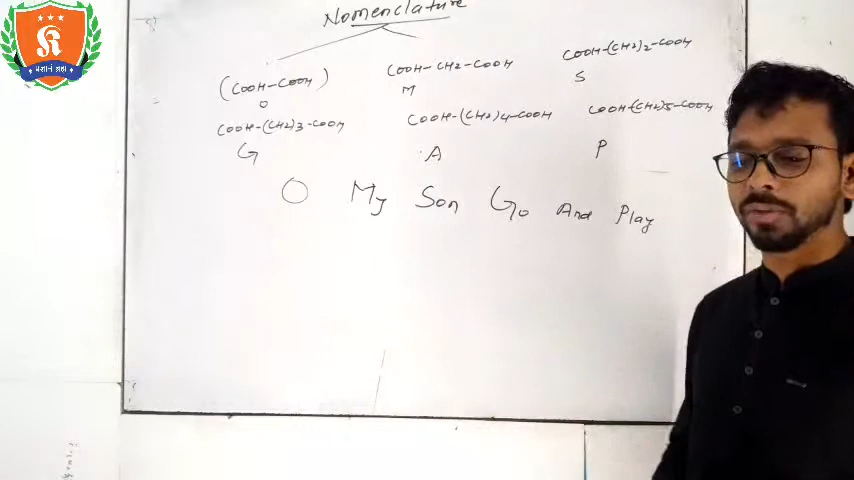 Nomenclature
(COOH-COOH) COOH-CH2-COOH COOH-(CH2)2-COOH
O M S
COOH-(CH2)3-COOH COOH-(CH2)4-COOH COOH-(CH2)5-COOH
G A P
O My Son Go And Play